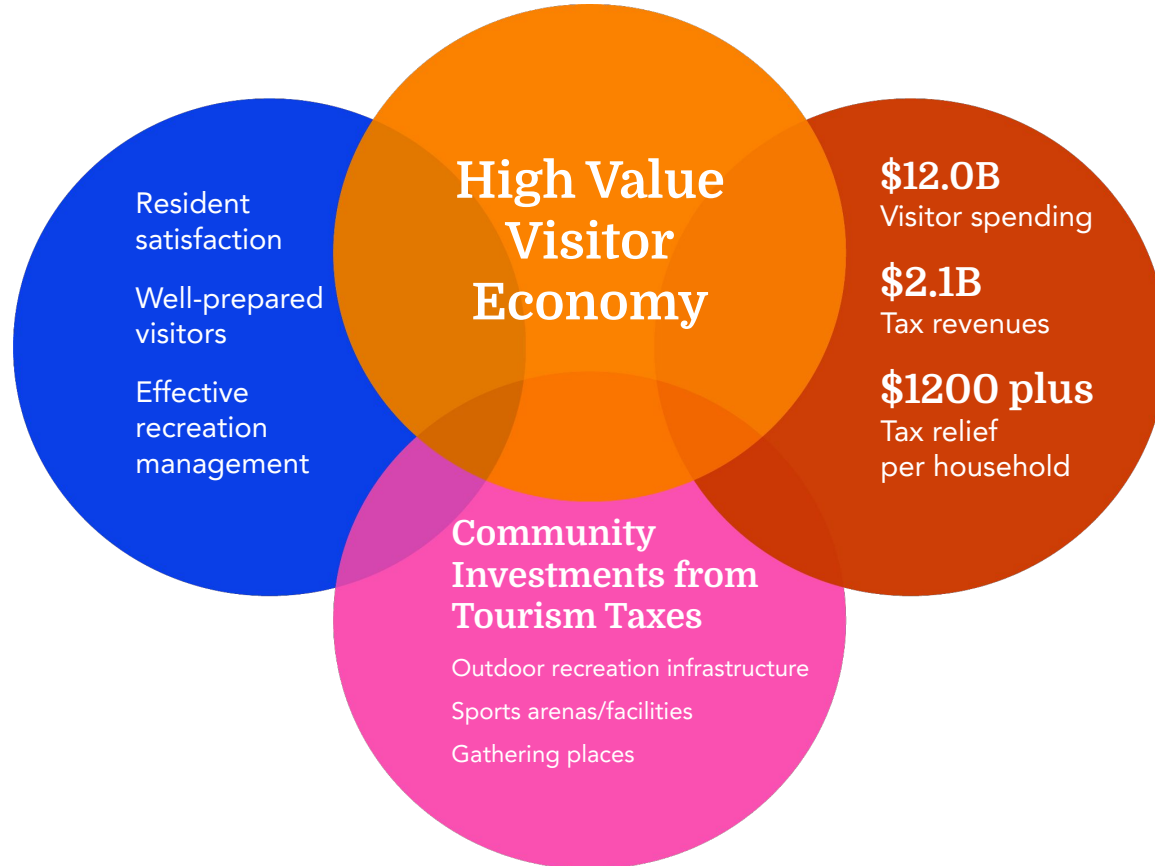 High Value
Visitor
Economy
Resident
satisfaction
Well-prepared
visitors
Effective
recreation
management
$12.0B
Visitor spending
$2.1B
Tax revenues
$1200 plus
Tax relief
per household
Community
Investments from
Tourism Taxes
Outdoor recreation infrastructure
Sports arenas/facilities
Gathering places